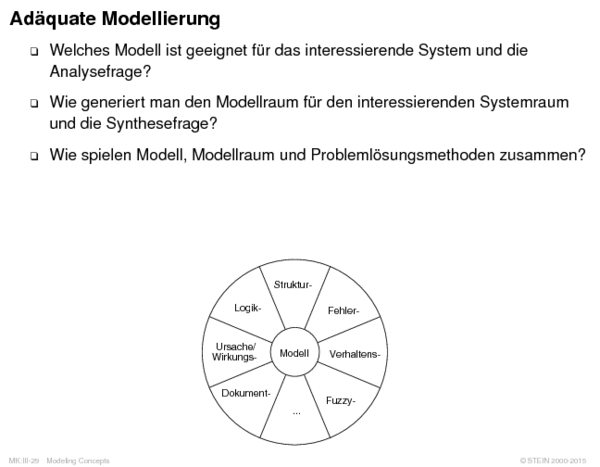 Adäquate Modellierung
❑ Welches Modell ist geeignet für das interessierende System und die
Analysefrage?
❑ Wie generiert man den Modellraum für den interessierenden Systemraum
und die Synthesefrage?
❑ Wie spielen Modell, Modellraum und Problemlösungsmethoden zusammen?
Struktur-
Logik-
Fehler-
Ursache/
Wirkungs-
Modell
Verhaltens-
Dokument-
Fuzzy-
...
MK:III-29 Modeling Concepts
© STEIN 2000-2015